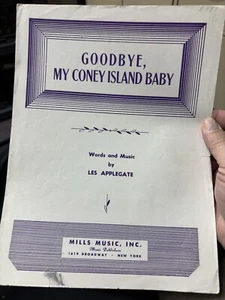 GOODBYE,
MY CONEY ISLAND BABY
Words and Music
by
LES APPLEGATE
MILLS MUSIC, INC.
Music Publishers
1619 BROADWAY - NEW YORK